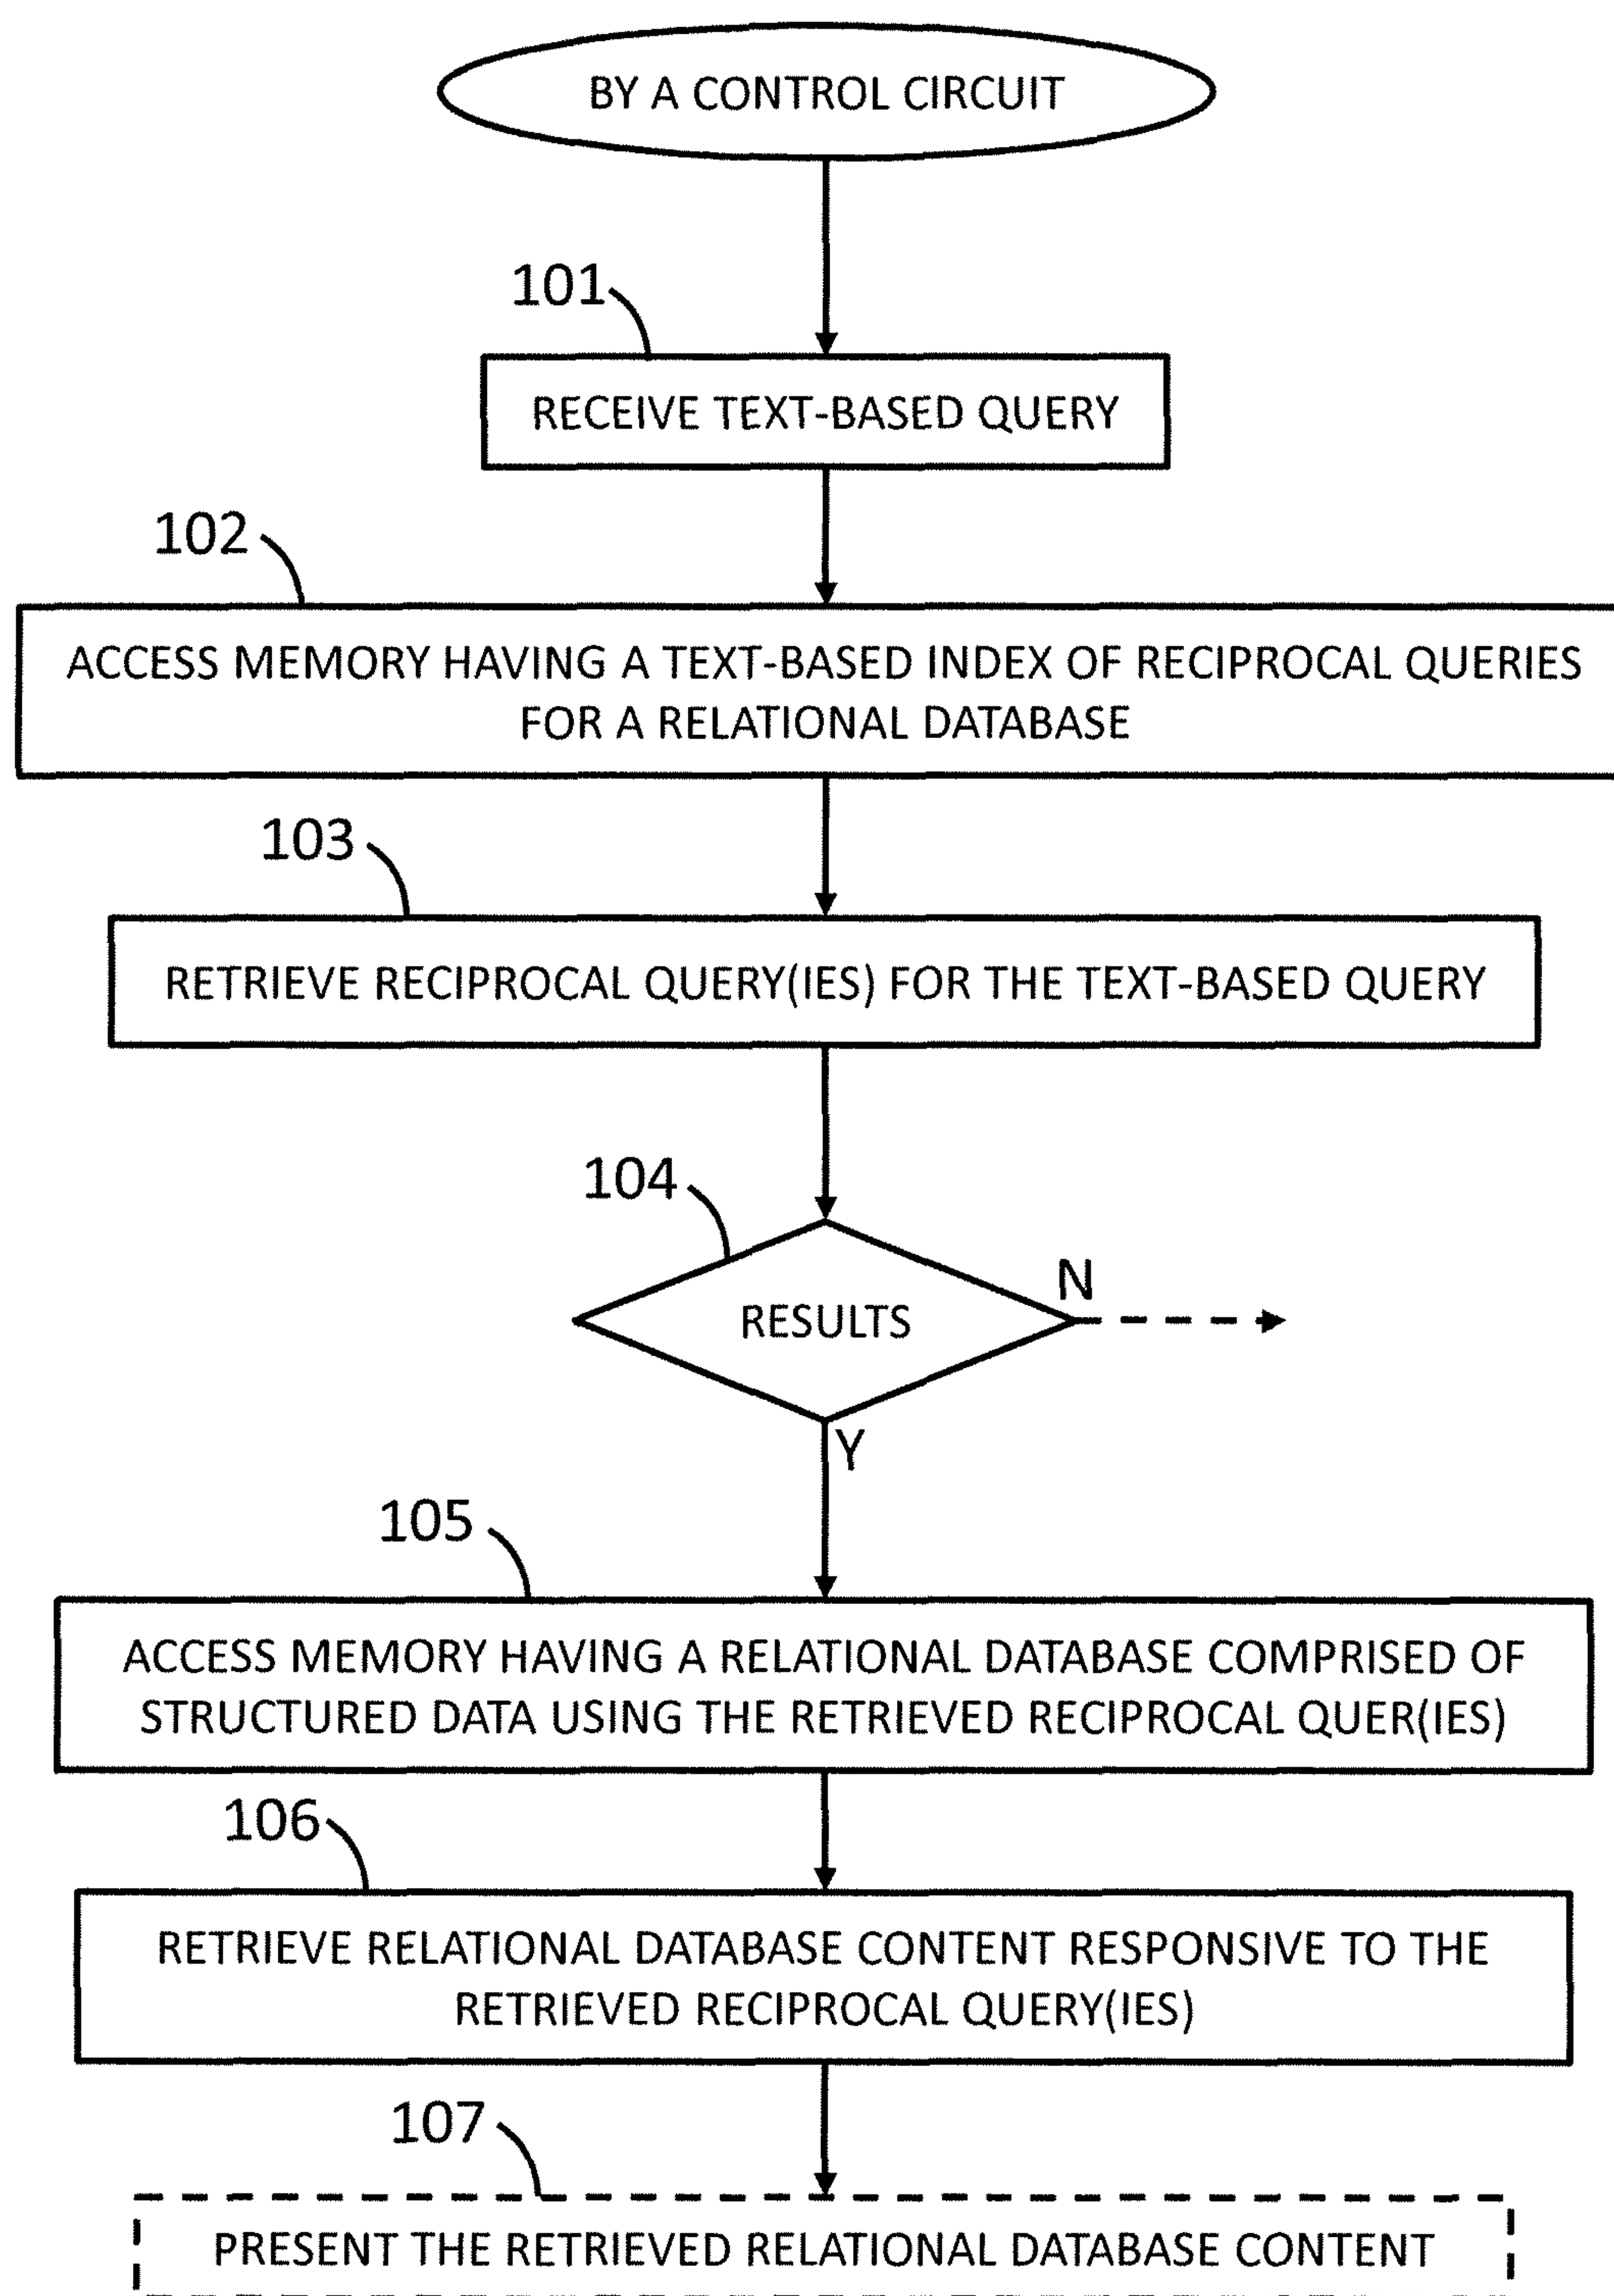 BY A CONTROL CIRCUIT
101
RECEIVE TEXT-BASED QUERY
102
ACCESS MEMORY HAVING A TEXT-BASED INDEX OF RECIPROCAL QUERIES
FOR A RELATIONAL DATABASE
103
RETRIEVE RECIPROCAL QUERY(IES) FOR THE TEXT-BASED QUERY
104
N
RESULTS
Y
105
ACCESS MEMORY HAVING A RELATIONAL DATABASE COMPRISED OF
STRUCTURED DATA USING THE RETRIEVED RECIPROCAL QUER(IES)
106
RETRIEVE RELATIONAL DATABASE CONTENT RESPONSIVE TO THE
RETRIEVED RECIPROCAL QUERY(IES)
107
PRESENT THE RETRIEVED RELATIONAL DATABASE CONTENT